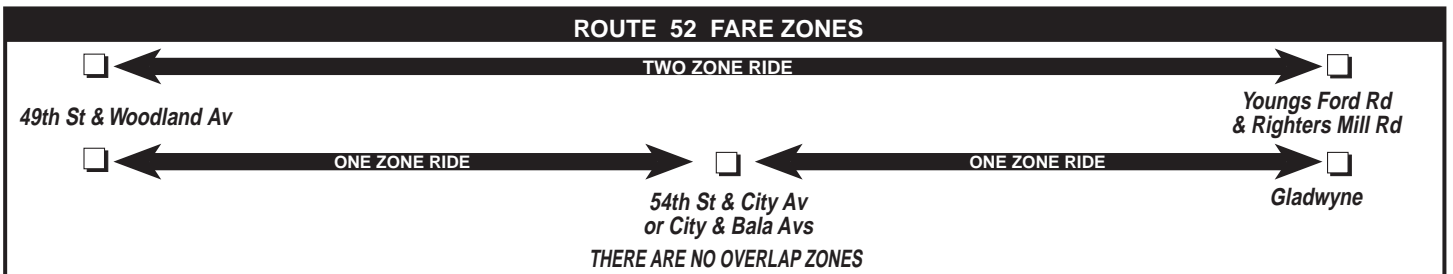 ROUTE 52 FARE ZONES
TWO ZONE RIDE
49th St & Woodland Av
Youngs Ford Rd
& Righters Mill Rd
ONE ZONE RIDE
ONE ZONE RIDE
54th St & City Av
or City & Bala Avs
Gladwyne
THERE ARE NO OVERLAP ZONES